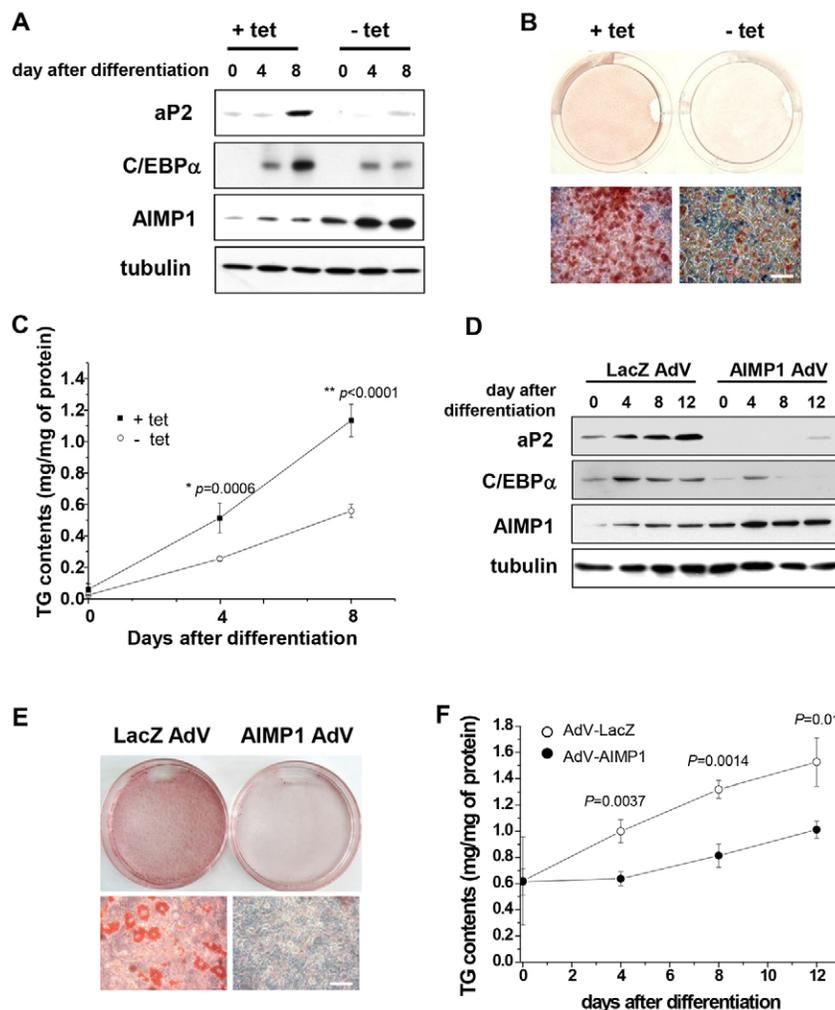 A
+ tet - tet
day after differentiation 0 4 8 0 4 8
aP2
C/EBPα
AIMP1
tubulin
B
+ tet - tet
C
TG contents (mg/mg of protein)
1.4
1.2
1.0
0.8
0.6
0.4
0.2
0.0
+ tet
- tet
* p=0.0006
** p<0.0001
0 4 8
Days after differentiation
D
LacZ AdV AIMP1 AdV
day after
differentiation
0 4 8 12 0 4 8 12
aP2
C/EBPα
AIMP1
tubulin
E
LacZ AdV AIMP1 AdV
F
TG contents (mg/mg of protein)
1.8
1.6
1.4
1.2
1.0
0.8
0.6
0.4
0.2
0.0
AdV-LacZ
AdV-AIMP1
P=0.0037
P=0.0014
P=0.01
0 2 4 6 8 10 12
days after differentiation